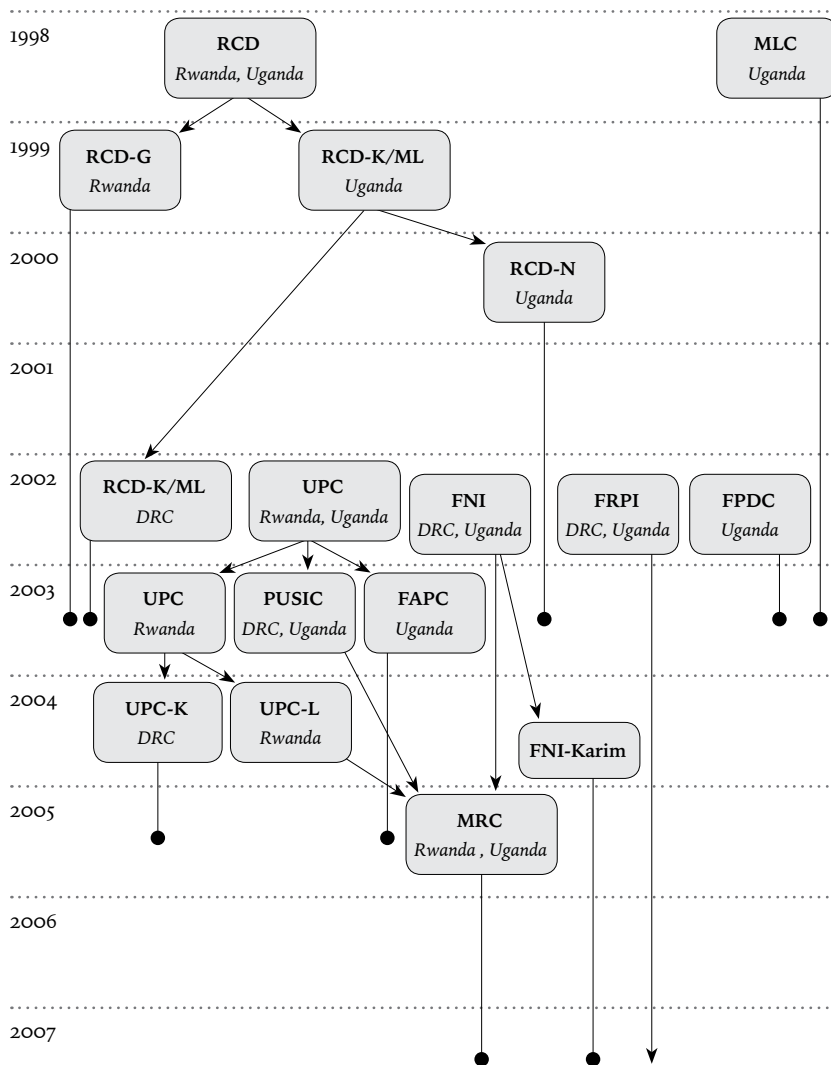 1998
RCD
Rwanda, Uganda
MLC
Uganda
1999
RCD-G
Rwanda
RCD-K/ML
Uganda
2000
RCD-N
Uganda
2001
2002
RCD-K/ML
DRC
UPC
Rwanda, Uganda
FNI
DRC, Uganda
FRPI
DRC, Uganda
FPDC
Uganda
2003
UPC
Rwanda
PUSIC
DRC, Uganda
FAPC
Uganda
2004
UPC-K
DRC
UPC-L
Rwanda
FNI-Karim
2005
MRC
Rwanda , Uganda
2006
2007